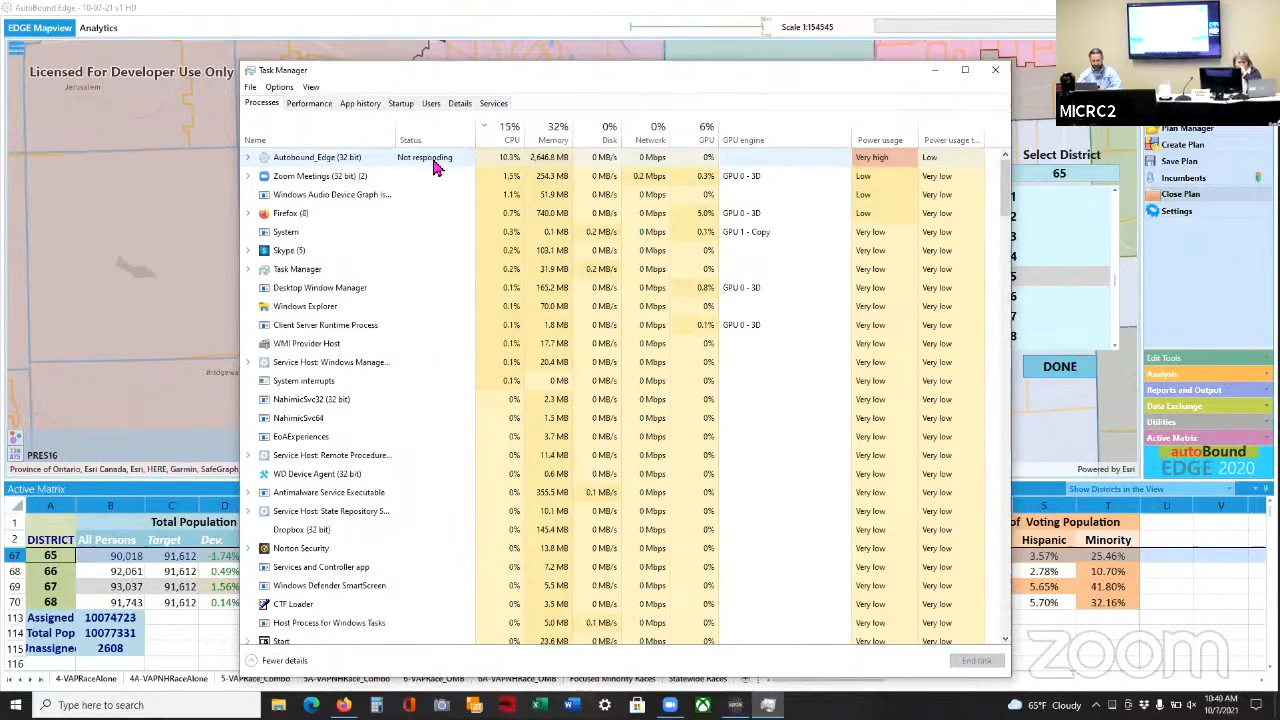 AutoBound Edge - 10-07-21 v1 HD
EDGE Mapview Analytics
Scale 1:154545
Licensed For Developer Use Only
Jerusalem
Bridgew
PRES16
Province of Ontario, Esri Canada, Esri, HERE, Garmin, SafeGraph
Powered by Esri
Task Manager
File Options View
Processes Performance App history Startup Users Details Services
15% 32% 0% 0% 6%
Name Status CPU Memory Disk Network GPU GPU engine Power usage Power usage t...
Autobound_Edge (32 bit) Not responding 10.3% 2,646.8 MB 0 MB/s 0 Mbps 0% Very high Low
Zoom Meetings (32 bit) (2) 1.5% 254.3 MB 0 MB/s 0.2 Mbps 0.3% GPU 0 - 3D Low Very low
Windows Audio Device Graph Is... 1.1% 51.9 MB 0 MB/s 0 Mbps 0% Low Very low
Firefox (8) 0.7% 740.0 MB 0 MB/s 0 Mbps 5.0% GPU 0 - 3D Low Very low
System 0.3% 0.1 MB 0.2 MB/s 0 Mbps 0.1% GPU 1 - Copy Very low Very low
Skype (5) 0.2% 103.1 MB 0 MB/s 0 Mbps 0% Very low Very low
Task Manager 0.2% 31.9 MB 0.2 MB/s 0 Mbps 0% Very low Very low
Desktop Window Manager 0.1% 165.2 MB 0 MB/s 0 Mbps 0.8% GPU 0 - 3D Very low Very low
Windows Explorer 0.1% 70.0 MB 0 MB/s 0 Mbps 0% Very low Very low
Client Server Runtime Process 0.1% 1.8 MB 0 MB/s 0 Mbps 0.1% GPU 0 - 3D Very low Very low
WMI Provider Host 0.1% 17.7 MB 0 MB/s 0 Mbps 0% Very low Very low
Service Host: Windows Manage... 0.1% 20.4 MB 0 MB/s 0 Mbps 0% Very low Very low
System interrupts 0.1% 0 MB 0 MB/s 0 Mbps 0% Very low Very low
NahimicSvc32 (32 bit) 0% 2.3 MB 0 MB/s 0 Mbps 0% Very low Very low
NahimicSvc64 0% 1.5 MB 0 MB/s 0 Mbps 0% Very low Very low
EoAExperiences 0% 3.7 MB 0 MB/s 0 Mbps 0% Very low Very low
Service Host: Remote Procedure... 0% 11.4 MB 0 MB/s 0 Mbps 0% Very low Very low
WD Device Agent (32 bit) 0% 0.6 MB 0 MB/s 0 Mbps 0% Very low Very low
Antimalware Service Executable 0% 355.5 MB 0.1 MB/s 0 Mbps 0% Very low Very low
Service Host: State Repository S... 0% 10.1 MB 0 MB/s 0 Mbps 0% Very low Very low
Dropbox (32 bit) 0% 145.4 MB 0 MB/s 0 Mbps 0% Very low Very low
Norton Security 0% 13.8 MB 0 MB/s 0 Mbps 0% Very low Very low
Services and Controller app 0% 7.2 MB 0 MB/s 0 Mbps 0% Very low Very low
Windows Defender SmartScreen 0% 5.5 MB 0 MB/s 0 Mbps 0% Very low Very low
CTF Loader 0% 3.5 MB 0 MB/s 0 Mbps 0% Very low Very low
Host Process for Windows Tasks 0% 5.0 MB 0.1 MB/s 0 Mbps 0% Very low Very low
Start 0% 23.6 MB 0 MB/s 0 Mbps 0% Very low Very low
Fewer details End task
MICRC2
Select District
65
1
2
3
4
5
6
7
8
DONE
Plan Manager
Create Plan
Save Plan
Incumbents
Close Plan
Settings
Edit Tools
Analysis
Reports and Output
Data Exchange
Utilities
Active Matrix
autoBound
EDGE 2020
Active Matrix
Show Districts in the View
A B C D S T U V
1 Total Population of Voting Population
2 DISTRICT All Persons Target Dev. Hispanic Minority
67 65 90,018 91,612 -1.74% 3.57% 25.46%
68 66 92,061 91,612 0.49% 2.78% 10.70%
69 67 93,037 91,612 1.56% 5.65% 41.80%
70 68 91,743 91,612 0.14% 5.70% 32.16%
113 Assigned 10074723
114 Total Pop 10077331
115 Inassigne 2608
116
4-VAPRaceAlone 4A-VAPNHRaceAlone 5-VAPRace_Combo 5A-VAPNHRace_Combo 6-VAPRace_OMB 6A-VAPNHRace_OMB Focused Minority Races Statewide Races
zoom
Type here to search
65°F Cloudy
10:40 AM
10/7/2021